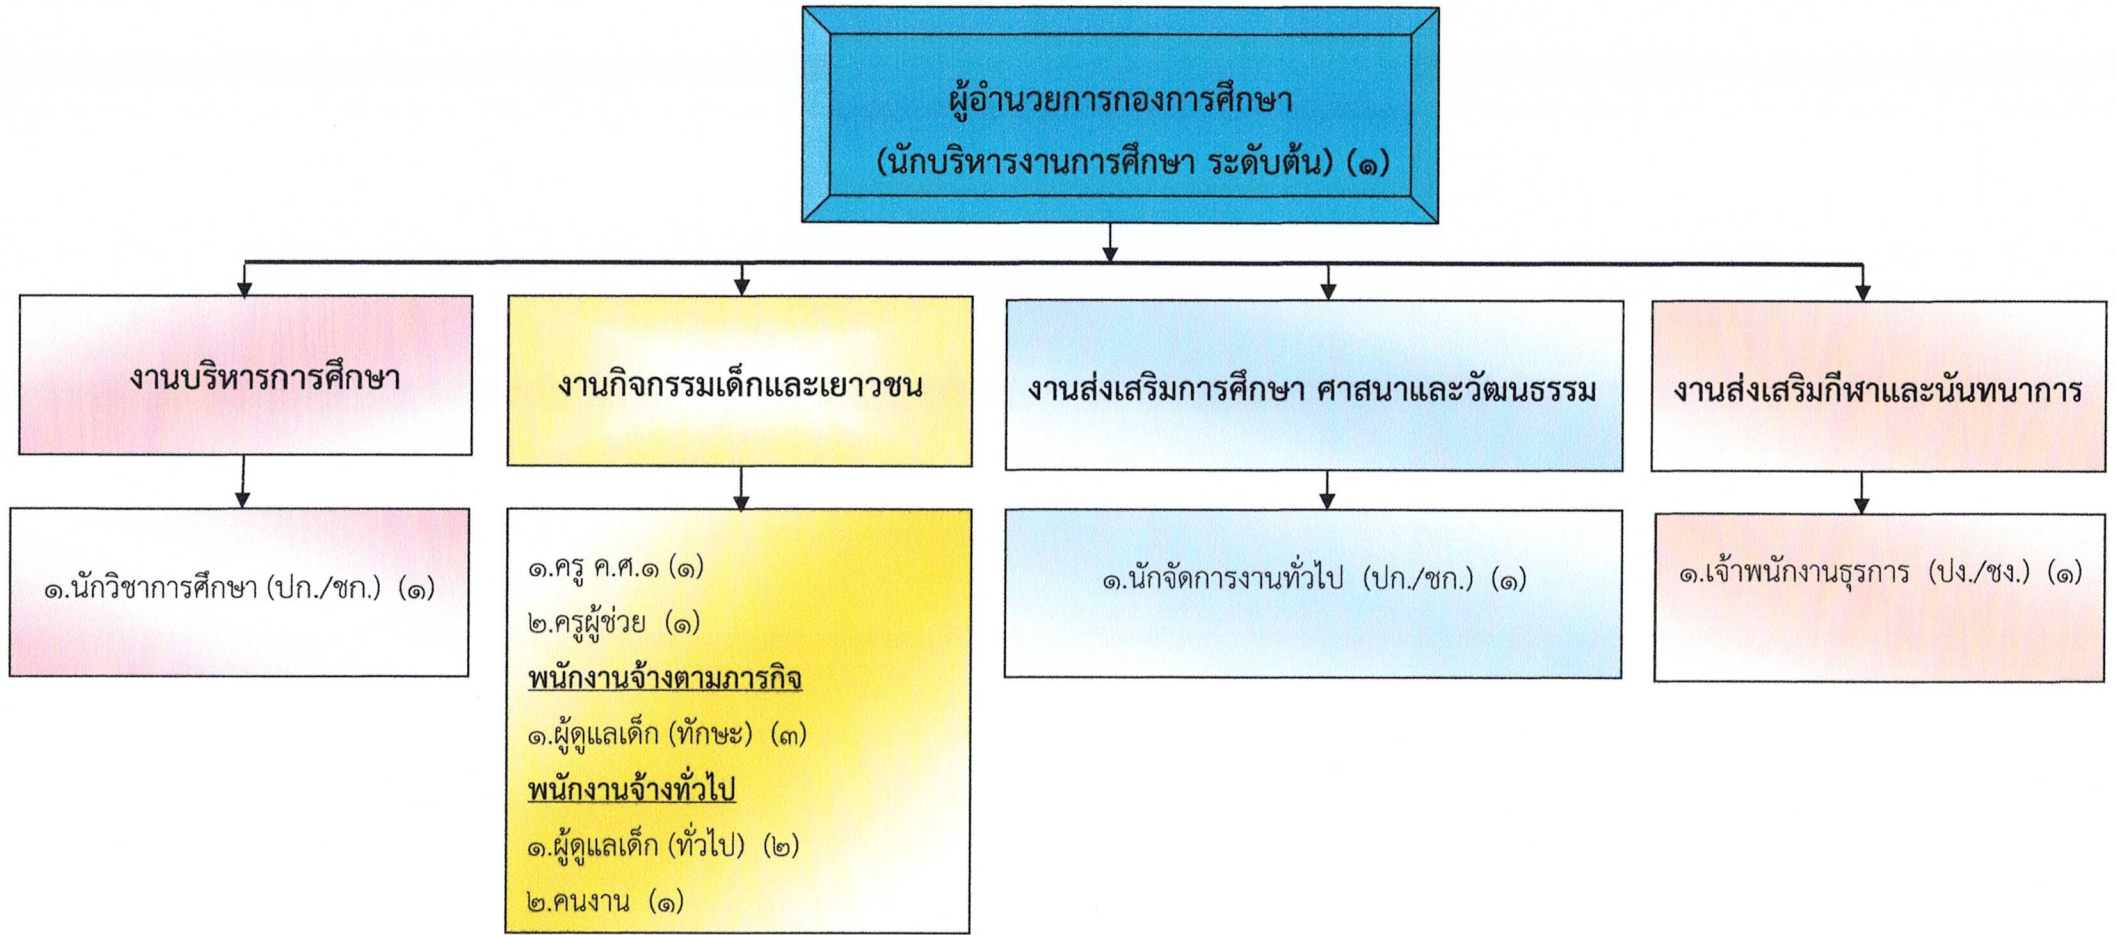 ผู้อำนวยการกองการศึกษา
(นักบริหารงานการศึกษา ระดับต้น) (๑)
งานบริหารการศึกษา
งานกิจกรรมเด็กและเยาวชน
งานส่งเสริมการศึกษา ศาสนาและวัฒนธรรม
งานส่งเสริมกีฬาและนันทนาการ
๑.นักวิชาการศึกษา (ปก./ชก.) (๑)
๑.ครู ค.ศ.๑ (๑)
๒.ครูผู้ช่วย (๑)
พนักงานจ้างตามภารกิจ
๑.ผู้ดูแลเด็ก (ทักษะ) (๓)
พนักงานจ้างทั่วไป
๑.ผู้ดูแลเด็ก (ทั่วไป) (๒)
๒.คนงาน (๑)
๑.นักจัดการงานทั่วไป (ปก./ชก.) (๑)
๑.เจ้าพนักงานธุรการ (ปง./ชง.) (๑)